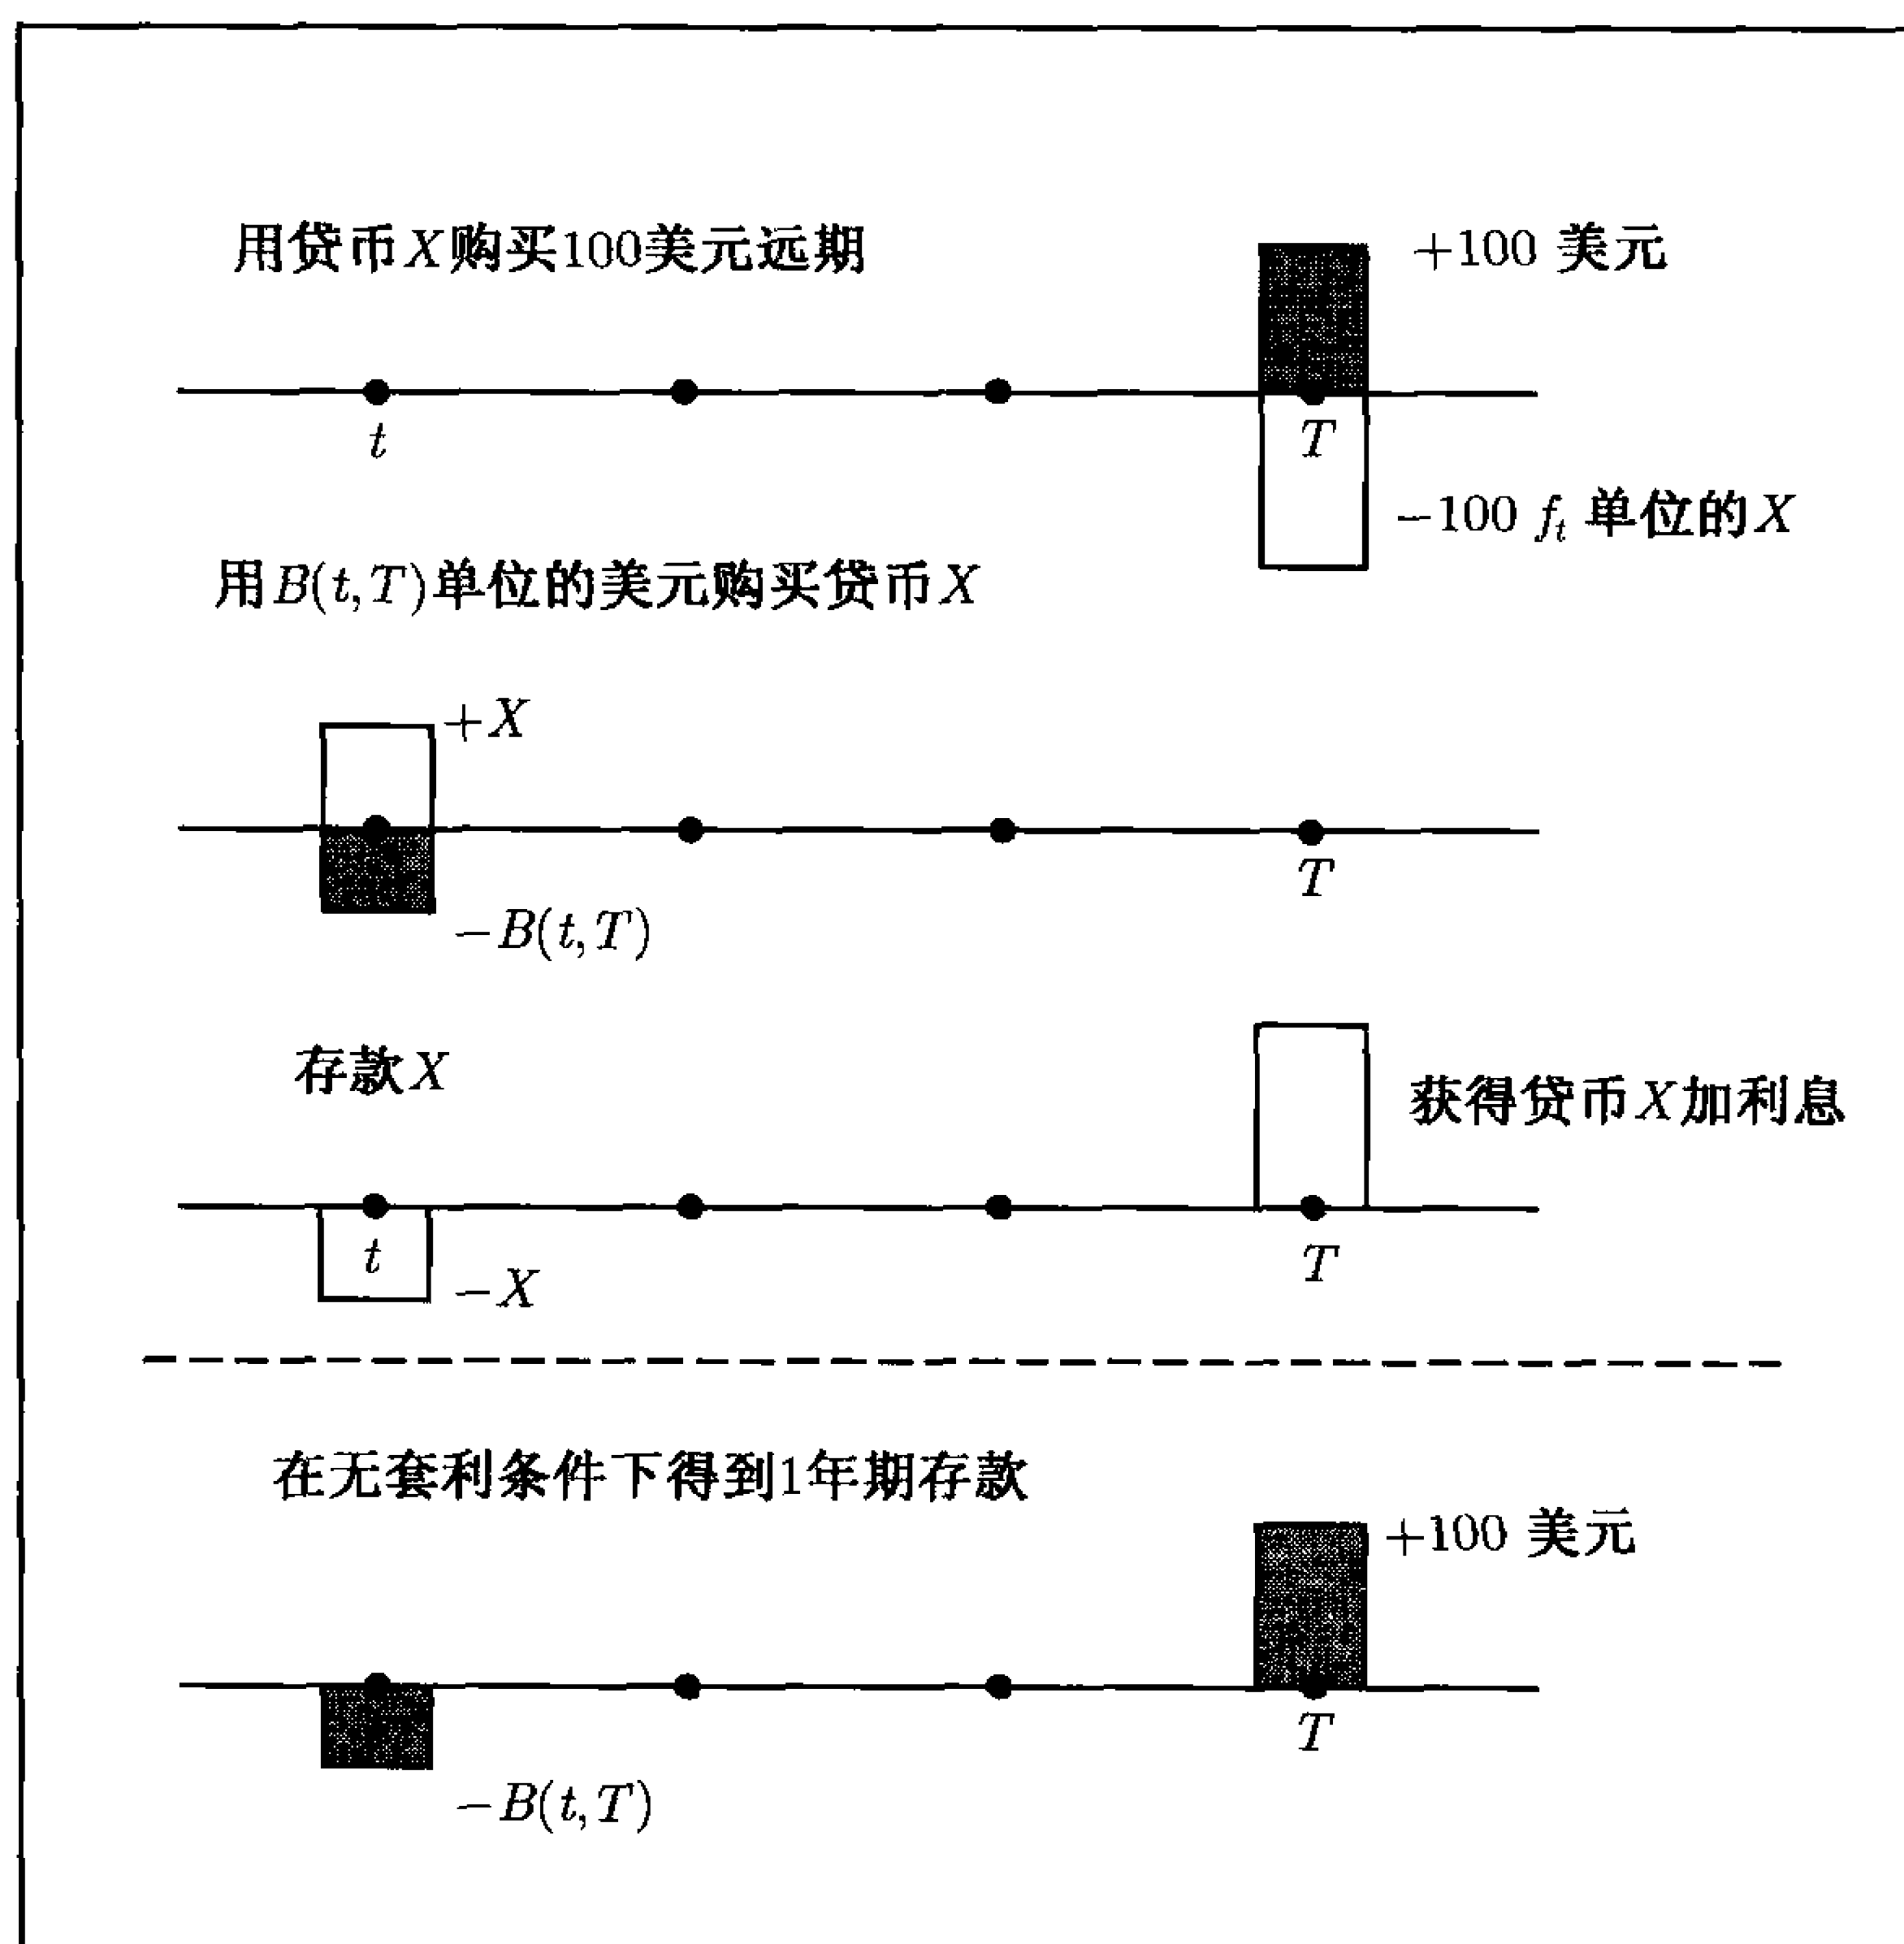 用贷币X购买100美元远期
+100 美元
t
T
−100 f_t 单位的X
用B(t,T)单位的美元购买贷币X
+X
T
−B(t,T)
存款X
获得贷币X加利息
t
T
−X
在无套利条件下得到1年期存款
+100 美元
T
−B(t,T)